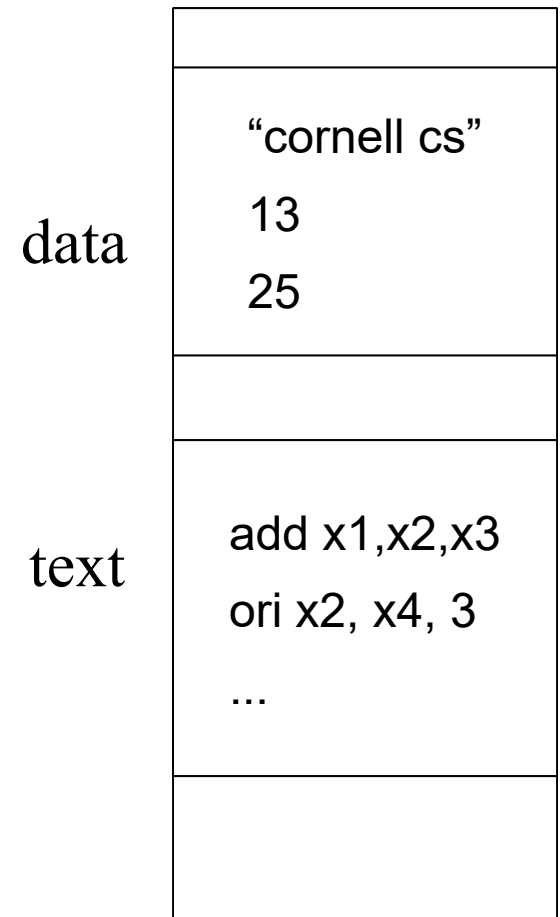 “cornell cs”
13
data
25
add x1,x2,x3
text
ori x2, x4, 3
...